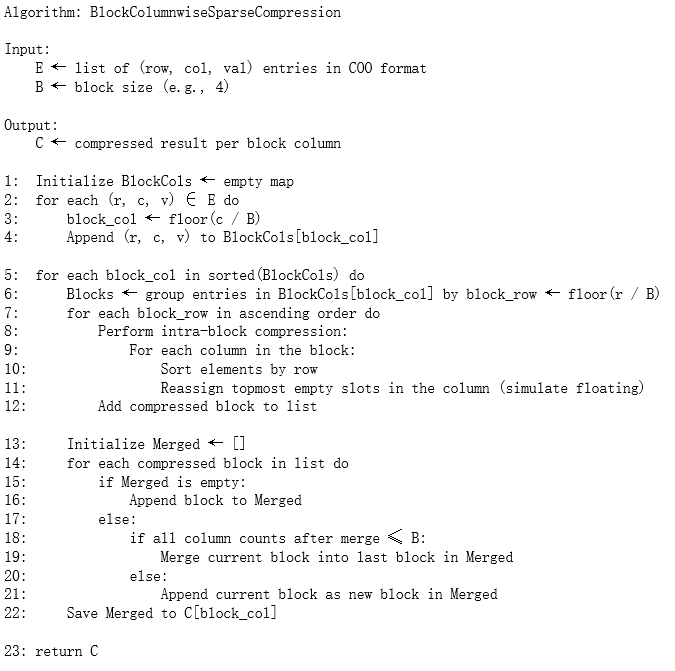 Algorithm: BlockColumnwiseSparseCompression
Input:
E ← list of (row, col, val) entries in COO format
B ← block size (e.g., 4)
Output:
C ← compressed result per block column
1: Initialize BlockCols ← empty map
2: for each (r, c, v) ∈ E do
3: block_col ← floor(c / B)
4: Append (r, c, v) to BlockCols[block_col]
5: for each block_col in sorted(BlockCols) do
6: Blocks ← group entries in BlockCols[block_col] by block_row ← floor(r / B)
7: for each block_row in ascending order do
8: Perform intra-block compression:
9: For each column in the block:
10: Sort elements by row
11: Reassign topmost empty slots in the column (simulate floating)
12: Add compressed block to list
13: Initialize Merged ← []
14: for each compressed block in list do
15: if Merged is empty:
16: Append block to Merged
17: else:
18: if all column counts after merge ⩽ B:
19: Merge current block into last block in Merged
20: else:
21: Append current block as new block in Merged
22: Save Merged to C[block_col]
23: return C